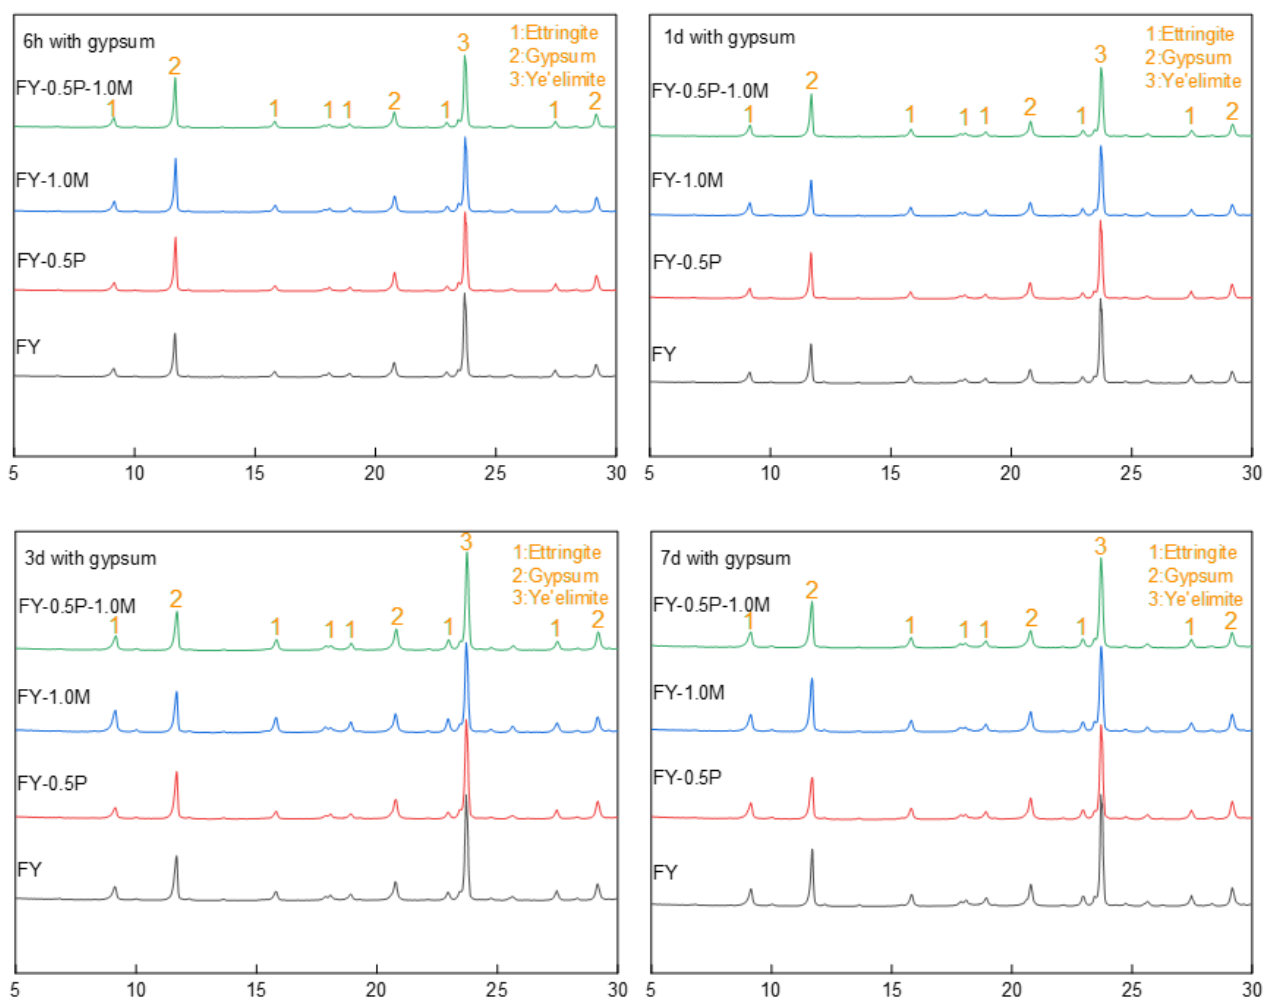 6h with gypsum
1:Ettringite
2:Gypsum
3:Ye'elimite
FY-0.5P-1.0M
1 2 1 1 1 2 1 3 1 2
FY-1.0M
FY-0.5P
FY
5 10 15 20 25 30
1d with gypsum
1:Ettringite
2:Gypsum
3:Ye'elimite
FY-0.5P-1.0M
1 2 1 1 1 2 1 3 1 2
FY-1.0M
FY-0.5P
FY
5 10 15 20 25 30
3d with gypsum
1:Ettringite
2:Gypsum
3:Ye'elimite
FY-0.5P-1.0M
1 2 1 1 1 2 1 3 1 2
FY-1.0M
FY-0.5P
FY
5 10 15 20 25 30
7d with gypsum
1:Ettringite
2:Gypsum
3:Ye'elimite
FY-0.5P-1.0M
1 2 1 1 1 2 1 3 1 2
FY-1.0M
FY-0.5P
FY
5 10 15 20 25 30